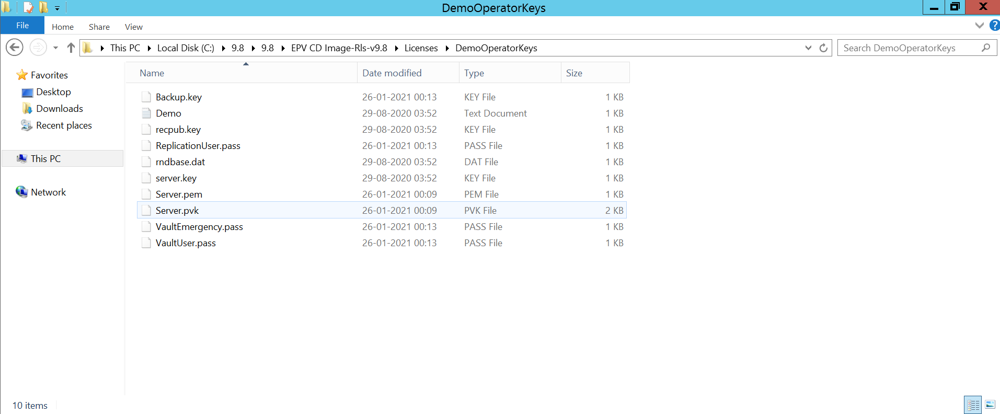 DemoOperatorKeys
File Home Share View
This PC Local Disk (C:) 9.8 9.8 EPV CD Image-Rls-v9.8 Licenses DemoOperatorKeys Search DemoOperatorKeys
Favorites
Desktop
Downloads
Recent places
This PC
Network
Name Date modified Type Size
Backup.key 26-01-2021 00:13 KEY File 1 KB
Demo 29-08-2020 03:52 Text Document 1 KB
recpub.key 29-08-2020 03:52 KEY File 1 KB
ReplicationUser.pass 26-01-2021 00:13 PASS File 1 KB
rndbase.dat 29-08-2020 03:52 DAT File 1 KB
server.key 29-08-2020 03:52 KEY File 1 KB
Server.pem 26-01-2021 00:09 PEM File 1 KB
Server.pvk 26-01-2021 00:09 PVK File 2 KB
VaultEmergency.pass 26-01-2021 00:13 PASS File 1 KB
VaultUser.pass 26-01-2021 00:13 PASS File 1 KB
10 items